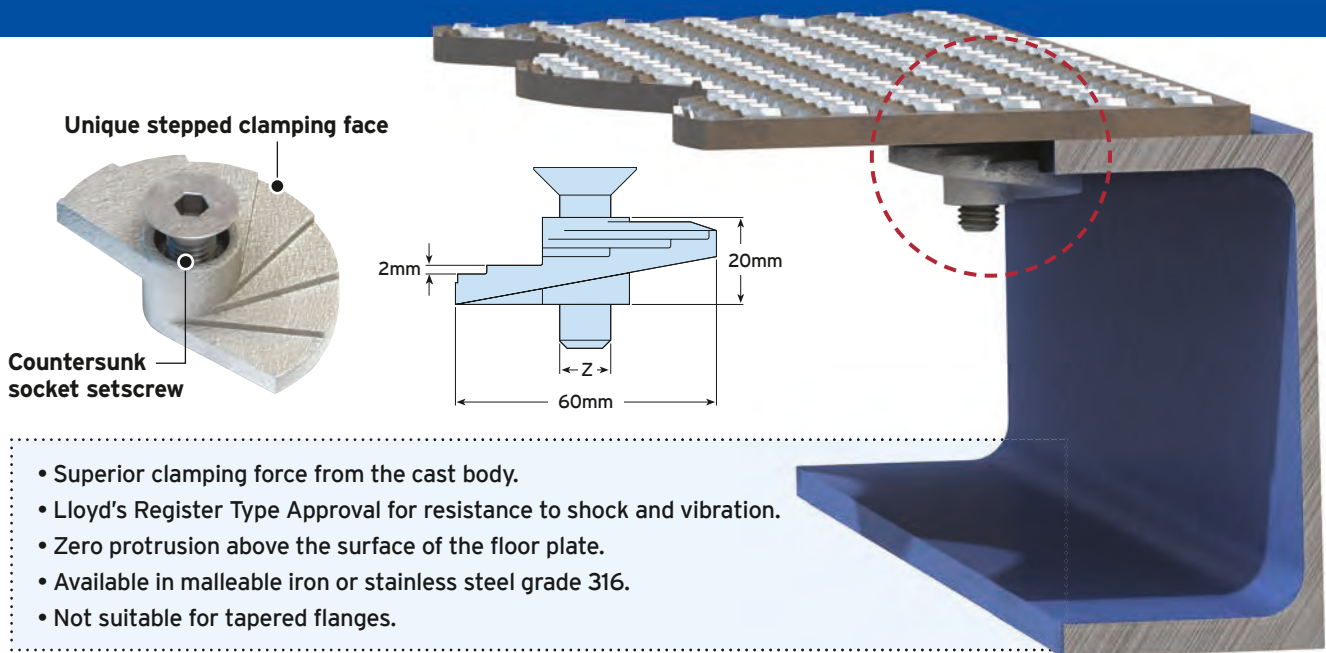 Unique stepped clamping face
2mm
20mm
Z
60mm
Countersunk
socket setscrew
• Superior clamping force from the cast body.
• Lloyd's Register Type Approval for resistance to shock and vibration.
• Zero protrusion above the surface of the floor plate.
• Available in malleable iron or stainless steel grade 316.
• Not suitable for tapered flanges.